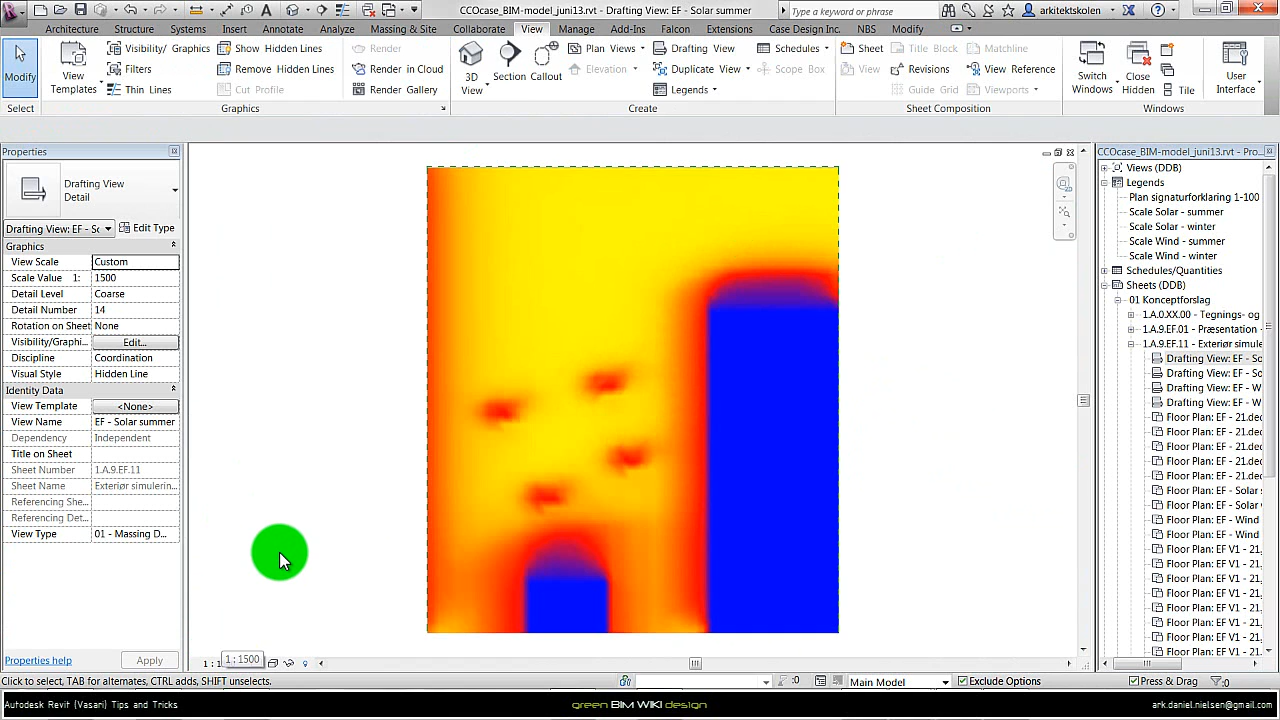 CCOcase_BIM-model_juni13.rvt - Drafting View: EF - Solar summer
Type a keyword or phrase
arkitektskolen
Architecture Structure Systems Insert Annotate Analyze Massing & Site Collaborate View Manage Add-Ins Falcon Extensions Case Design Inc. NBS Modify
Modify
View Templates
Visibility/ Graphics
Filters
Thin Lines
Show Hidden Lines
Remove Hidden Lines
Cut Profile
Render
Render in Cloud
Render Gallery
3D View
Section
Callout
Plan Views
Elevation
Drafting View
Duplicate View
Legends
Schedules
Scope Box
Sheet
View
Title Block
Revisions
Guide Grid
Matchline
View Reference
Viewports
Switch Windows
Close Hidden
Tile
User Interface
Select
Graphics
Create
Sheet Composition
Windows
Properties
Drafting View
Detail
Drafting View: EF - Sc
Edit Type
Graphics
View Scale Custom
Scale Value 1: 1500
Detail Level Coarse
Detail Number 14
Rotation on Sheet None
Visibility/Graphi... Edit...
Discipline Coordination
Visual Style Hidden Line
Identity Data
View Template <None>
View Name EF - Solar summer
Dependency Independent
Title on Sheet
Sheet Number 1.A.9.EF.11
Sheet Name Exteriør simulerin...
Referencing She...
Referencing Det...
View Type 01 - Massing D...
Properties help
Apply
1:1500
CCOcase_BIM-model_juni13.rvt - Pro...
Views (DDB)
Legends
Plan signaturforklaring 1-100
Scale Solar - summer
Scale Solar - winter
Scale Wind - summer
Scale Wind - winter
Schedules/Quantities
Sheets (DDB)
01 Konceptforslag
1.A.0.XX.00 - Tegnings- og
1.A.9.EF.01 - Præsentation
1.A.9.EF.11 - Exteriør simule
Drafting View: EF - So
Drafting View: EF - So
Drafting View: EF - W
Drafting View: EF - W
Floor Plan: EF - 21.dec
Floor Plan: EF - 21.dec
Floor Plan: EF - 21.dec
Floor Plan: EF - 21.dec
Floor Plan: EF - 21.dec
Floor Plan: EF - Solar s
Floor Plan: EF - Solar
Floor Plan: EF - Wind
Floor Plan: EF - Wind
Floor Plan: EF V1 - 21.
Floor Plan: EF V1 - 21.
Floor Plan: EF V1 - 21.
Floor Plan: EF V1 - 21.
Floor Plan: EF V1 - 21.
Floor Plan: EF V1 - 21.
Floor Plan: EF V1 - 21.
Click to select, TAB for alternates, CTRL adds, SHIFT unselects.
:0
Main Model
Exclude Options
Press & Drag
:0
Autodesk Revit (Vasari) Tips and Tricks
green BIM WIKI design
ark.daniel.nielsen@gmail.com